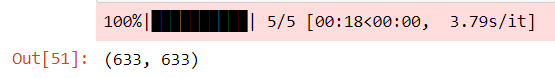 100%|██████████| 5/5 [00:18<00:00,  3.79s/it]
Out[51]: (633, 633)